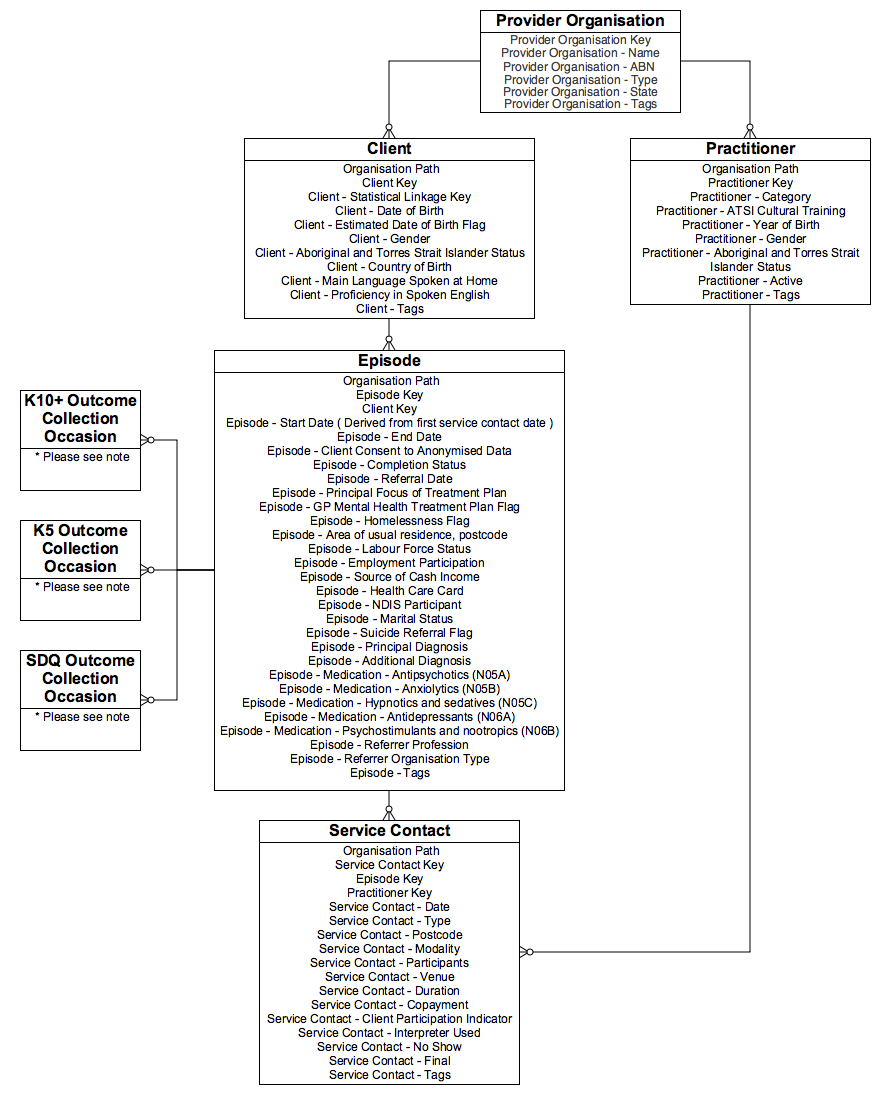 Provider Organisation
Provider Organisation Key
Provider Organisation - Name
Provider Organisation - ABN
Provider Organisation - Type
Provider Organisation - State
Provider Organisation - Tags
Client
Organisation Path
Client Key
Client - Statistical Linkage Key
Client - Date of Birth
Client - Estimated Date of Birth Flag
Client - Gender
Client - Aboriginal and Torres Strait Islander Status
Client - Country of Birth
Client - Main Language Spoken at Home
Client - Proficiency in Spoken English
Client - Tags
Practitioner
Organisation Path
Practitioner Key
Practitioner - Category
Practitioner - ATSI Cultural Training
Practitioner - Year of Birth
Practitioner - Gender
Practitioner - Aboriginal and Torres Strait
Islander Status
Practitioner - Active
Practitioner - Tags
Episode
Organisation Path
Episode Key
Client Key
Episode - Start Date ( Derived from first service contact date )
Episode - End Date
Episode - Client Consent to Anonymised Data
Episode - Completion Status
Episode - Referral Date
Episode - Principal Focus of Treatment Plan
Episode - GP Mental Health Treatment Plan Flag
Episode - Homelessness Flag
Episode - Area of usual residence, postcode
Episode - Labour Force Status
Episode - Employment Participation
Episode - Source of Cash Income
Episode - Health Care Card
Episode - NDIS Participant
Episode - Marital Status
Episode - Suicide Referral Flag
Episode - Principal Diagnosis
Episode - Additional Diagnosis
Episode - Medication - Antipsychotics (N05A)
Episode - Medication - Anxiolytics (N05B)
Episode - Medication - Hypnotics and sedatives (N05C)
Episode - Medication - Antidepressants (N06A)
Episode - Medication - Psychostimulants and nootropics (N06B)
Episode - Referrer Profession
Episode - Referrer Organisation Type
Episode - Tags
K10+ Outcome
Collection
Occasion
* Please see note
K5 Outcome
Collection
Occasion
* Please see note
SDQ Outcome
Collection
Occasion
* Please see note
Service Contact
Organisation Path
Service Contact Key
Episode Key
Practitioner Key
Service Contact - Date
Service Contact - Type
Service Contact - Postcode
Service Contact - Modality
Service Contact - Participants
Service Contact - Venue
Service Contact - Duration
Service Contact - Copayment
Service Contact - Client Participation Indicator
Service Contact - Interpreter Used
Service Contact - No Show
Service Contact - Final
Service Contact - Tags